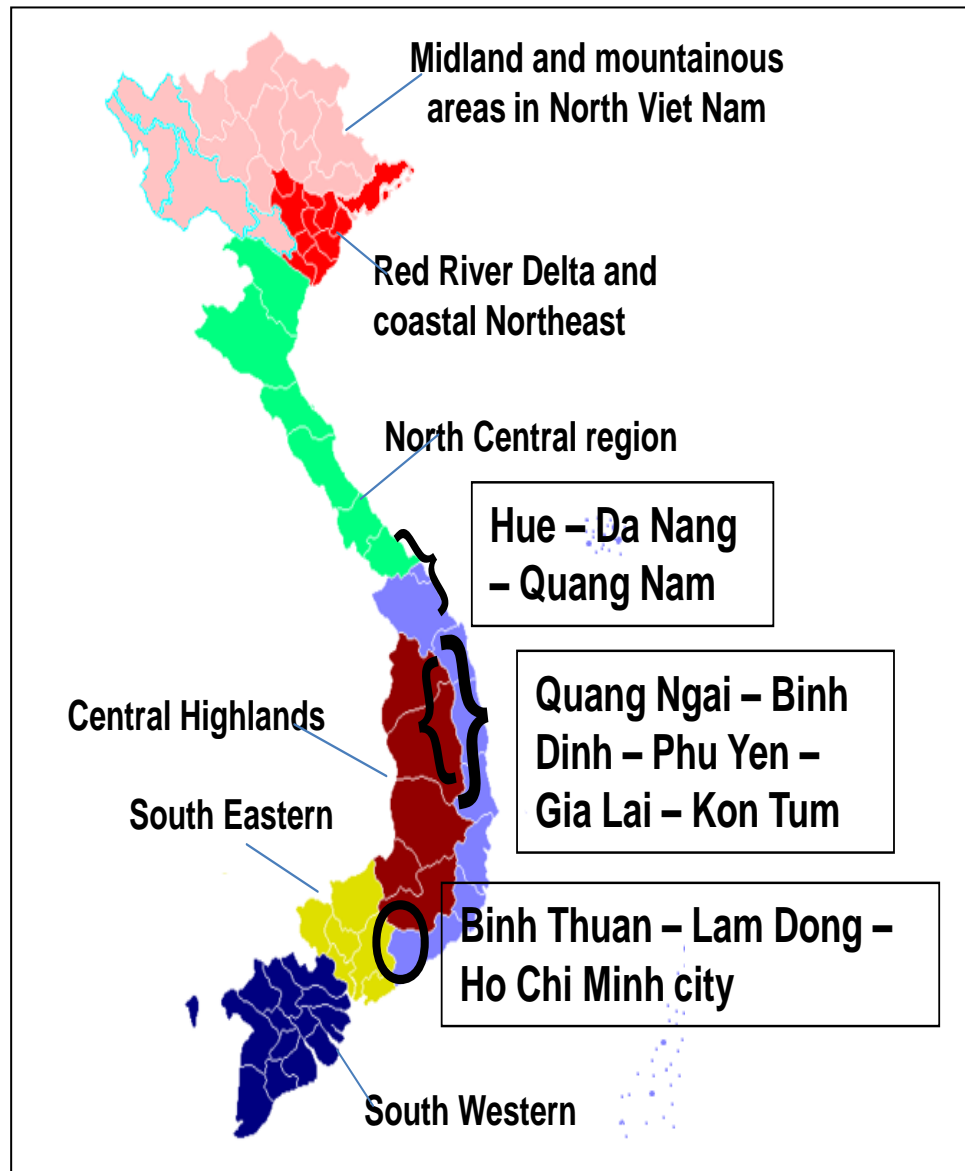 Midland and mountainous
areas in North Viet Nam
Red River Delta and
coastal Northeast
North Central region
Hue – Da Nang
– Quang Nam
Quang Ngai – Binh
Dinh – Phu Yen –
Gia Lai – Kon Tum
Central Highlands
South Eastern
Binh Thuan – Lam Dong –
Ho Chi Minh city
South Western